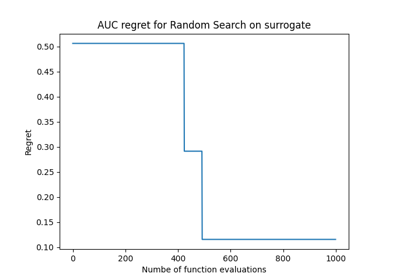 AUC regret for Random Search on surrogate
0.50
0.45
0.40
0.35
0.30
0.25
0.20
0.15
0.10
Regret
0 200 400 600 800 1000
Numbe of function evaluations